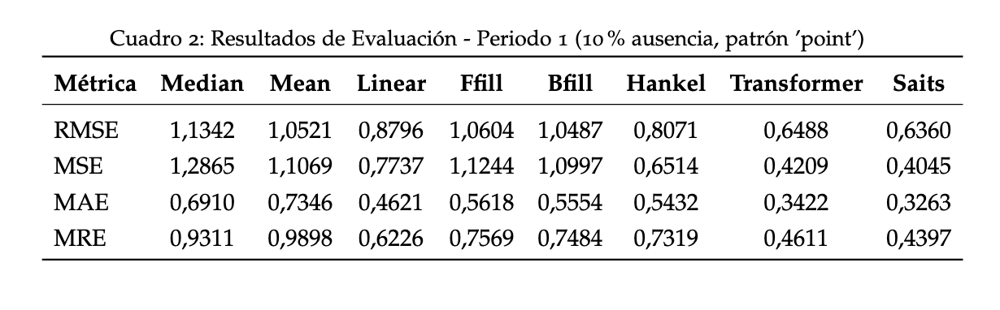 Cuadro 2: Resultados de Evaluación - Periodo 1 (10 % ausencia, patrón ’point’)
Métrica Median Mean Linear Ffill Bfill Hankel Transformer Saits
RMSE 1,1342 1,0521 0,8796 1,0604 1,0487 0,8071 0,6488 0,6360
MSE 1,2865 1,1069 0,7737 1,1244 1,0997 0,6514 0,4209 0,4045
MAE 0,6910 0,7346 0,4621 0,5618 0,5554 0,5432 0,3422 0,3263
MRE 0,9311 0,9898 0,6226 0,7569 0,7484 0,7319 0,4611 0,4397